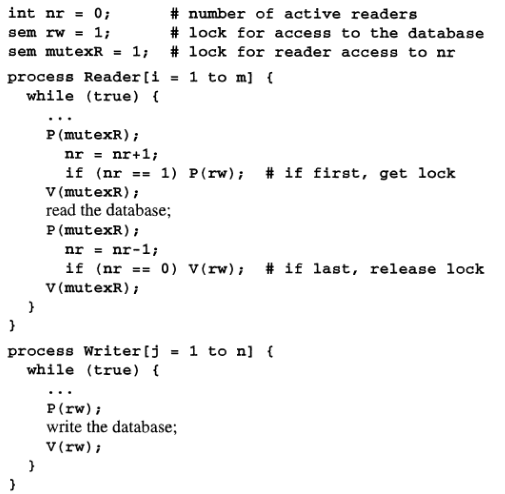 int nr = 0;       # number of active readers
sem rw = 1;       # lock for access to the database
sem mutexR = 1;   # lock for reader access to nr
process Reader[i = 1 to m] {
  while (true) {
    ...
    P(mutexR);
      nr = nr+1;
      if (nr == 1) P(rw);  # if first, get lock
    V(mutexR);
    read the database;
    P(mutexR);
      nr = nr-1;
      if (nr == 0) V(rw);  # if last, release lock
    V(mutexR);
  }
}
process Writer[j = 1 to n] {
  while (true) {
    ...
    P(rw);
    write the database;
    V(rw);
  }
}